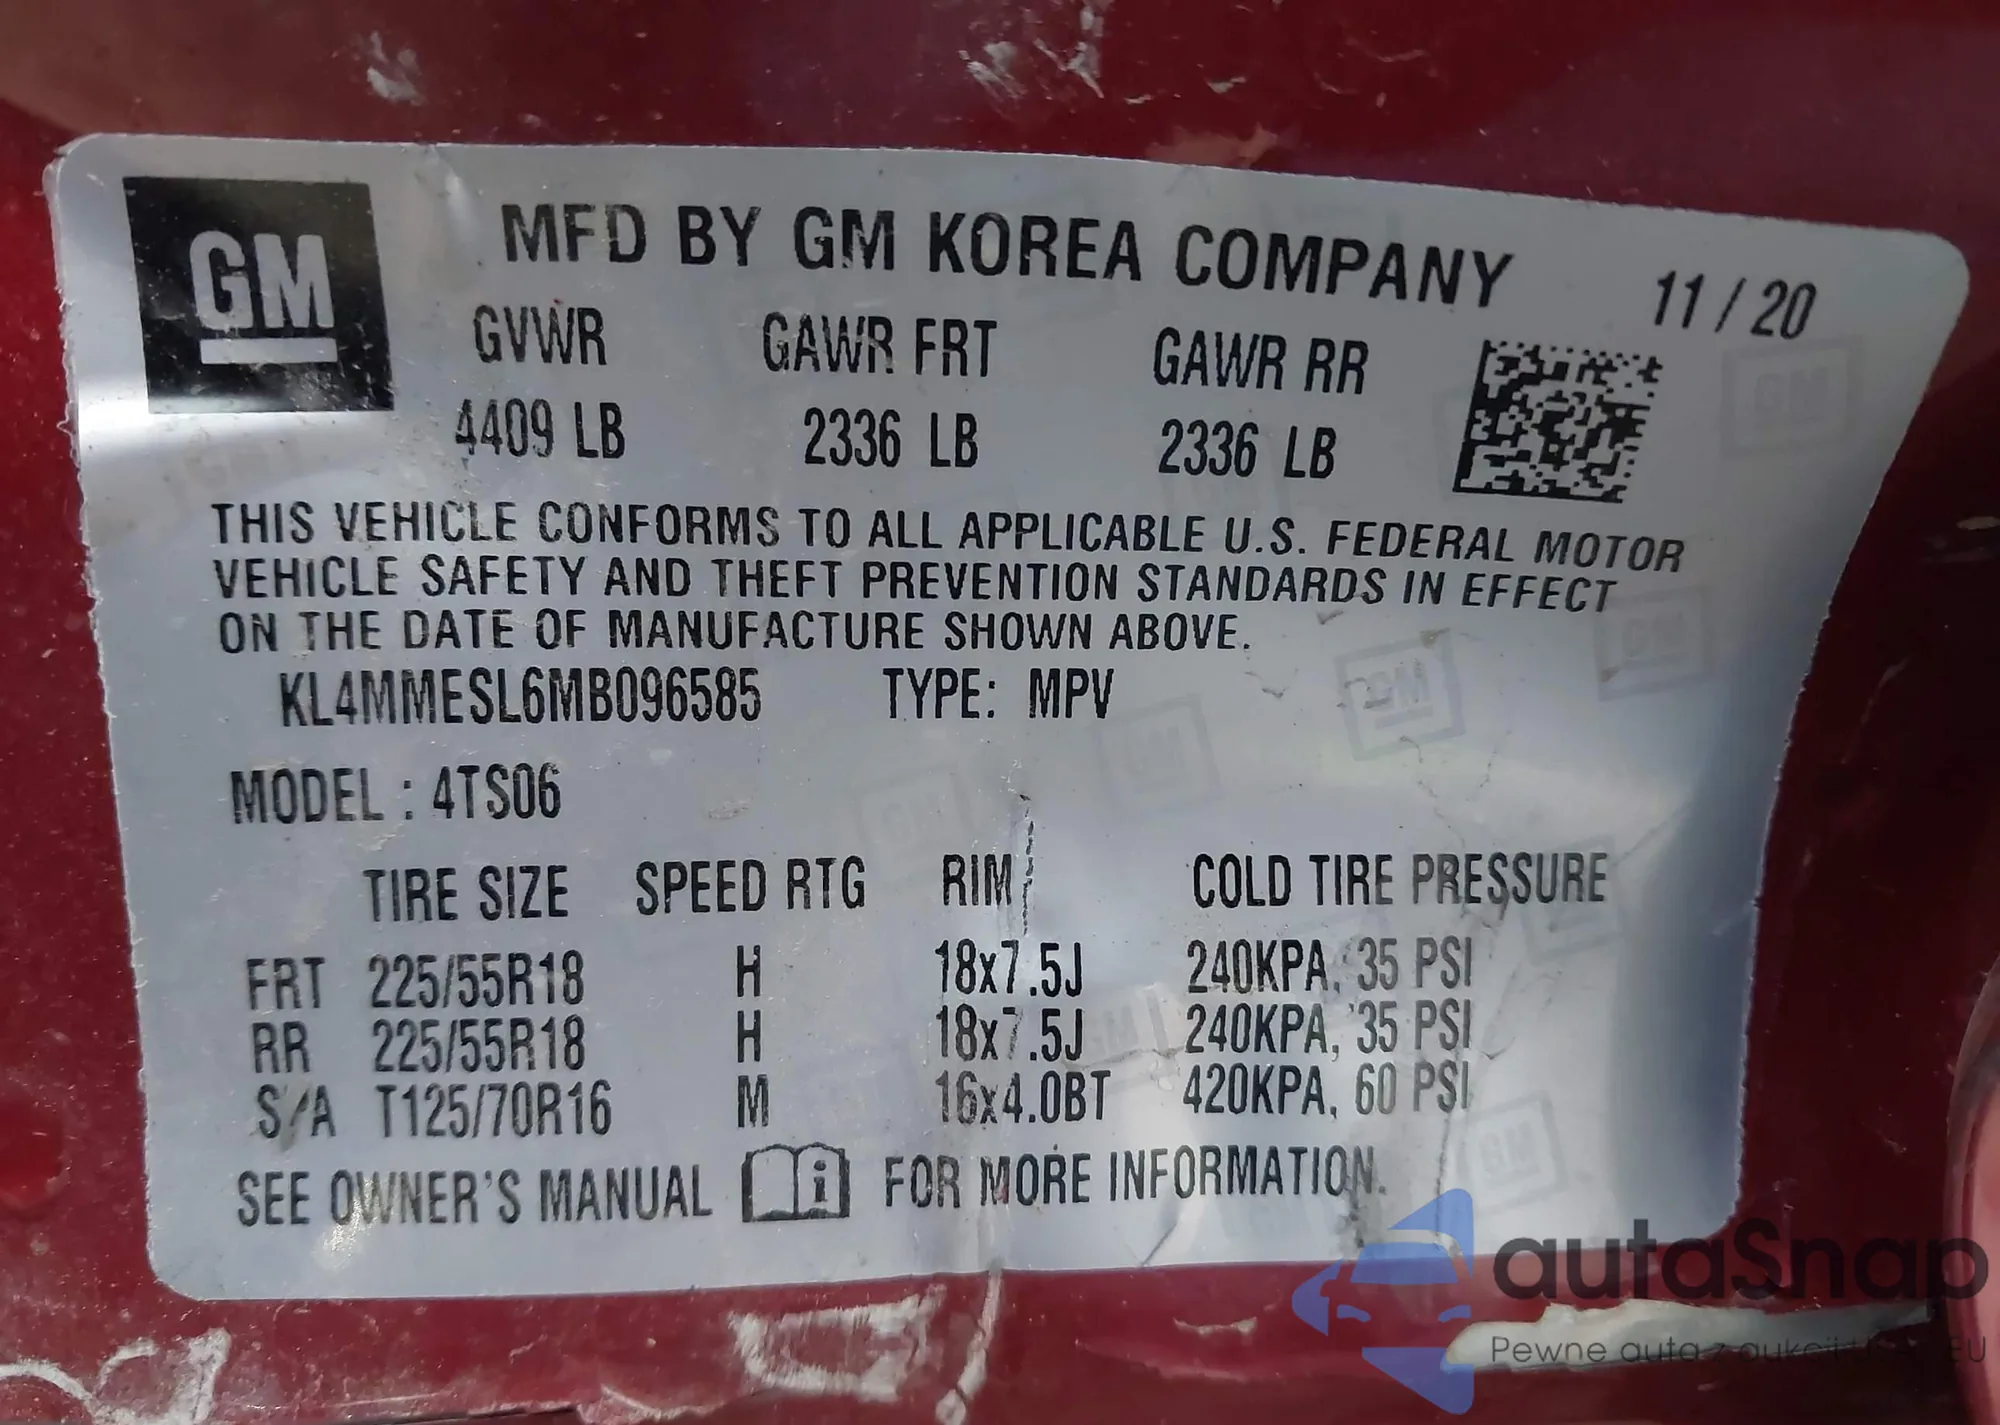 GM
MFD BY GM KOREA COMPANY 11 / 20
GVWR GAWR FRT GAWR RR
4409 LB 2336 LB 2336 LB
THIS VEHICLE CONFORMS TO ALL APPLICABLE U.S. FEDERAL MOTOR
VEHICLE SAFETY AND THEFT PREVENTION STANDARDS IN EFFECT
ON THE DATE OF MANUFACTURE SHOWN ABOVE.
KL4MMESL6MB096585 TYPE: MPV
MODEL : 4TS06
TIRE SIZE SPEED RTG RIM COLD TIRE PRESSURE
FRT 225/55R18 H 18x7.5J 240KPA, 35 PSI
RR 225/55R18 H 18x7.5J 240KPA, 35 PSI
S/A T125/70R16 M 16x4.0BT 420KPA, 60 PSI
SEE OWNER'S MANUAL i FOR MORE INFORMATION.
autaSnap
Pewne auta z aukcji EU